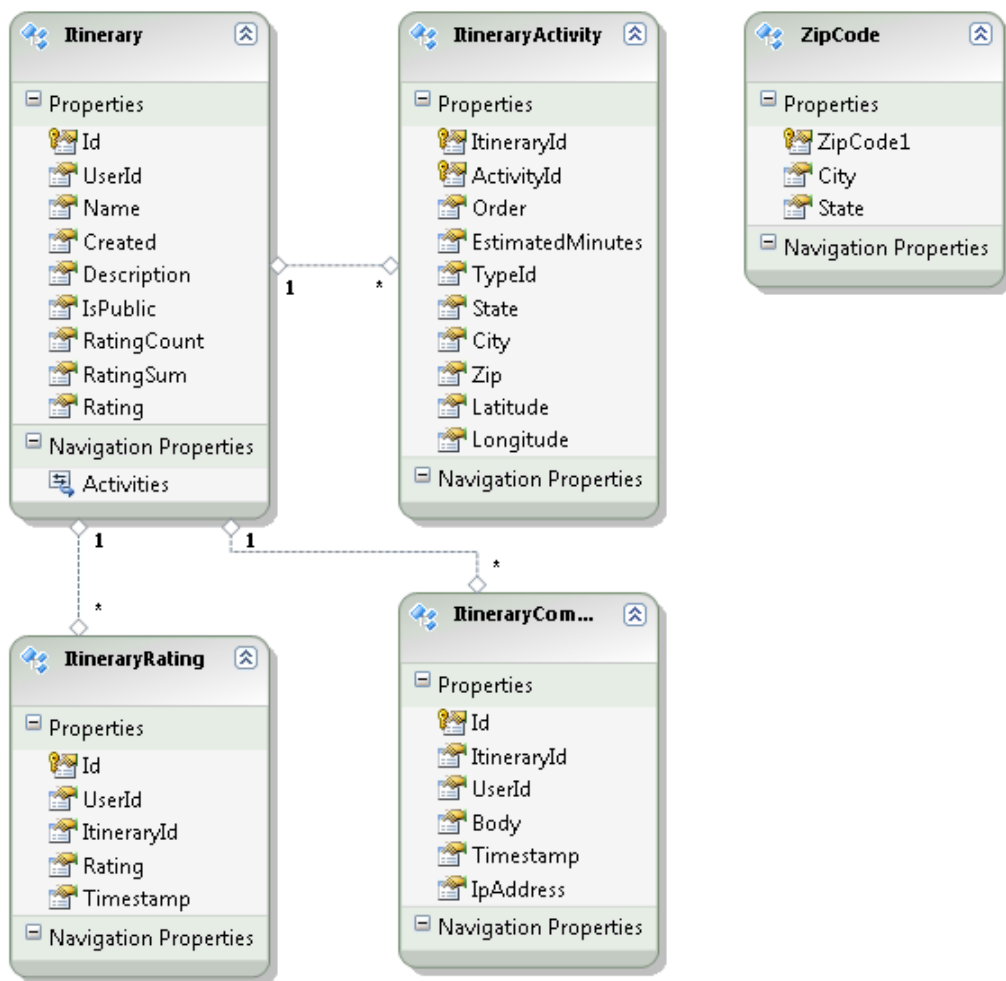 Itinerary
Properties
Id
UserId
Name
Created
Description
IsPublic
RatingCount
RatingSum
Rating
Navigation Properties
Activities
1
*
ItineraryActivity
Properties
ItineraryId
ActivityId
Order
EstimatedMinutes
TypeId
State
City
Zip
Latitude
Longitude
Navigation Properties
ZipCode
Properties
ZipCode1
City
State
Navigation Properties
1
*
1
*
ItineraryRating
Properties
Id
UserId
ItineraryId
Rating
Timestamp
Navigation Properties
ItineraryCom...
Properties
Id
ItineraryId
UserId
Body
Timestamp
IpAddress
Navigation Properties